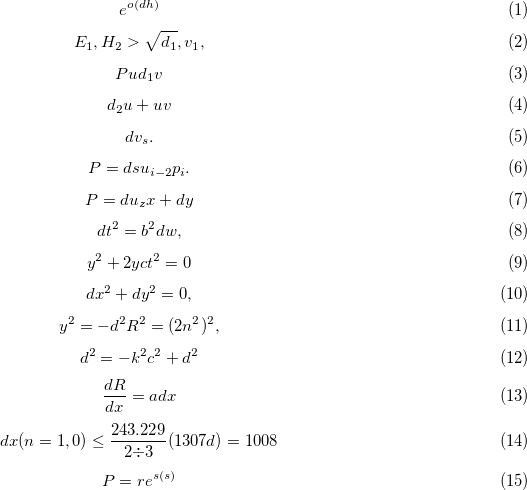 e^{o(dh)} (1)
E_1, H_2 > \sqrt{d_1}, v_1, (2)
Pud_1v (3)
d_2u + uv (4)
dv_s. (5)
P = dsu_{i-2}p_i. (6)
P = du_zx + dy (7)
dt^2 = b^2dw, (8)
y^2 + 2yct^2 = 0 (9)
dx^2 + dy^2 = 0, (10)
y^2 = -d^2R^2 = (2n^2)^2, (11)
d^2 = -k^2c^2 + d^2 (12)
\frac{dR}{dx} = adx (13)
dx(n = 1, 0) ≤ \frac{243.229}{2÷3}(1307d) = 1008 (14)
P = re^{s(s)} (15)